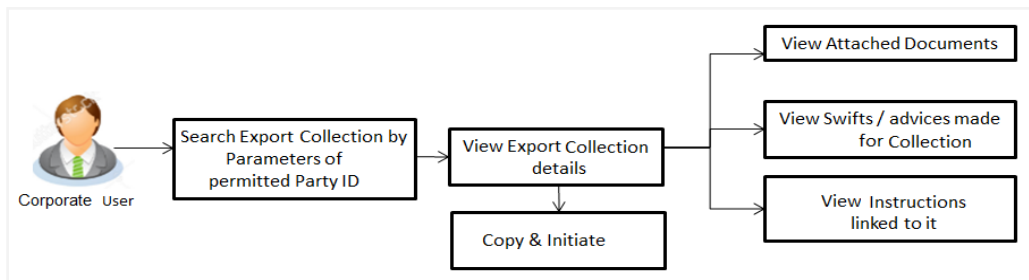 Corporate User
Search Export Collection by
Parameters of
permitted Party ID
View Export Collection
details
Copy & Initiate
View Attached Documents
View Swifts / advices made
for Collection
View Instructions
linked to it